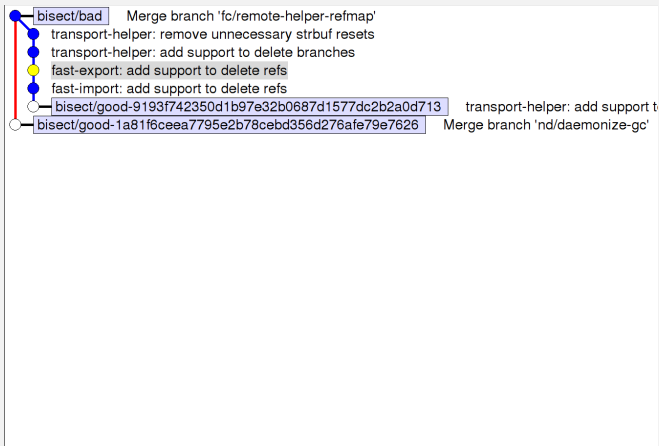 bisect/bad Merge branch 'fc/remote-helper-refmap'
transport-helper: remove unnecessary strbuf resets
transport-helper: add support to delete branches
fast-export: add support to delete refs
fast-import: add support to delete refs
bisect/good-9193f742350d1b97e32b0687d1577dc2b2a0d713 transport-helper: add support t
bisect/good-1a81f6ceea7795e2b78cebd356d276afe79e7626 Merge branch 'nd/daemonize-gc'